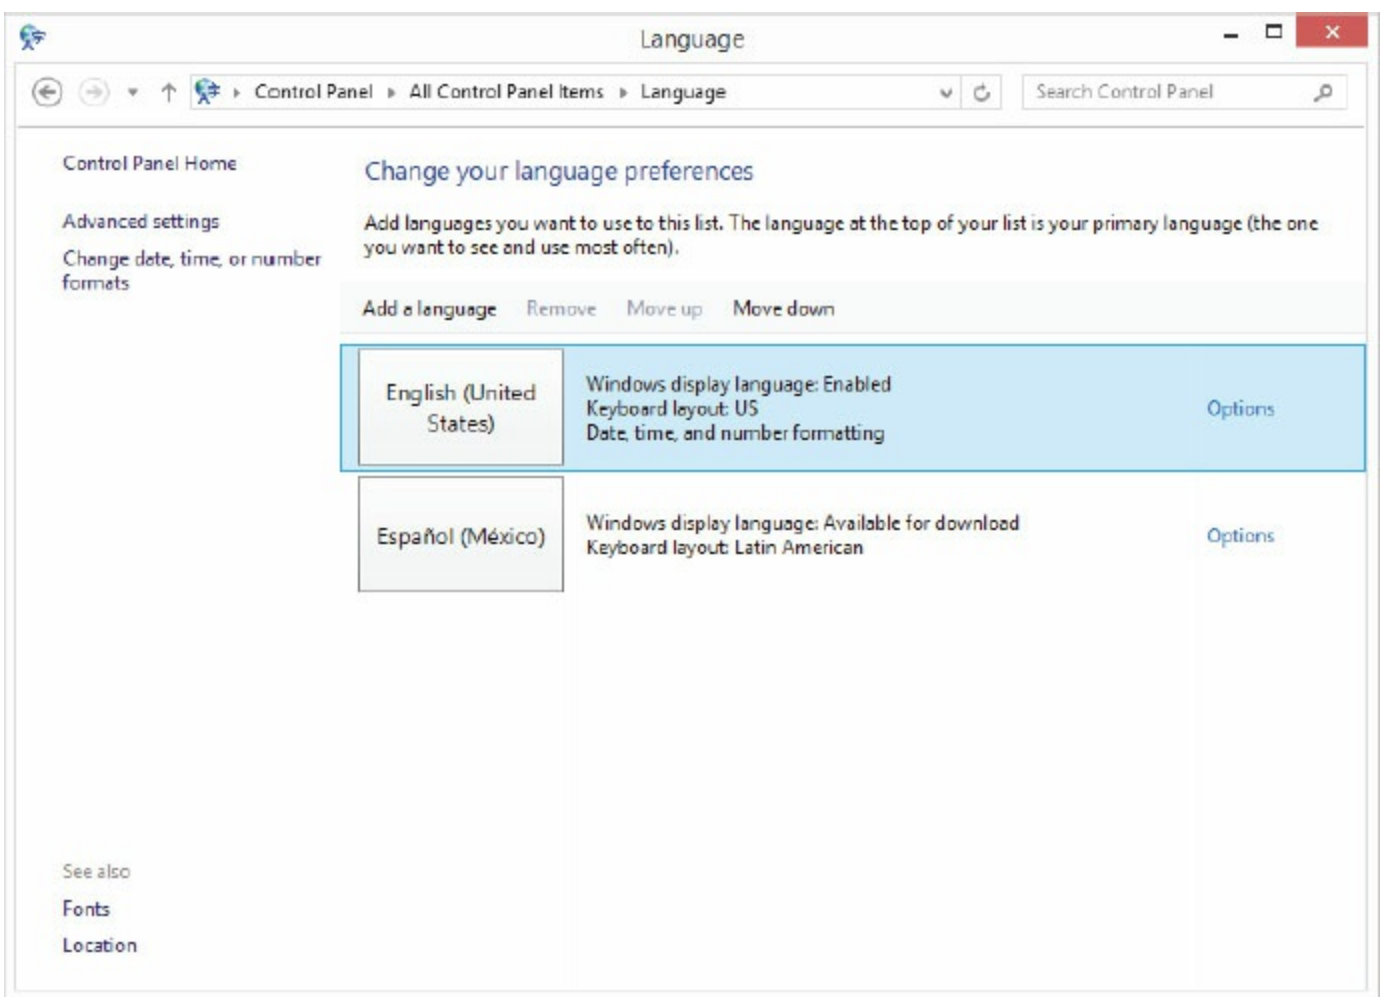 Language
Control Panel All Control Panel Items Language
Search Control Panel
Control Panel Home
Advanced settings
Change date, time, or number
formats
Change your language preferences
Add languages you want to use to this list. The language at the top of your list is your primary language (the one
you want to see and use most often).
Add a language Remove Move up Move down
English (United
States)
Windows display language: Enabled
Keyboard layout: US
Date, time, and number formatting
Options
Español (México)
Windows display language: Available for download
Keyboard layout: Latin American
Options
See also
Fonts
Location